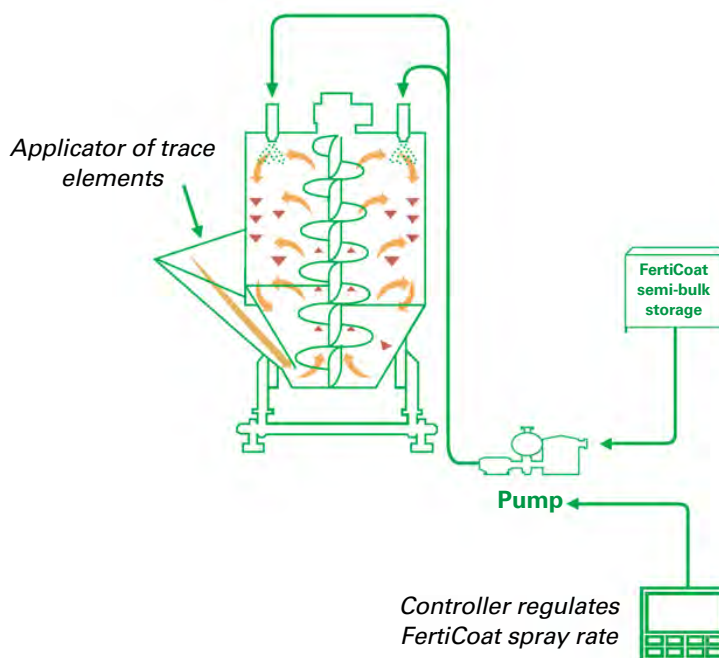 Applicator of trace
elements
FertiCoat
semi-bulk
storage
Pump
Controller regulates
FertiCoat spray rate